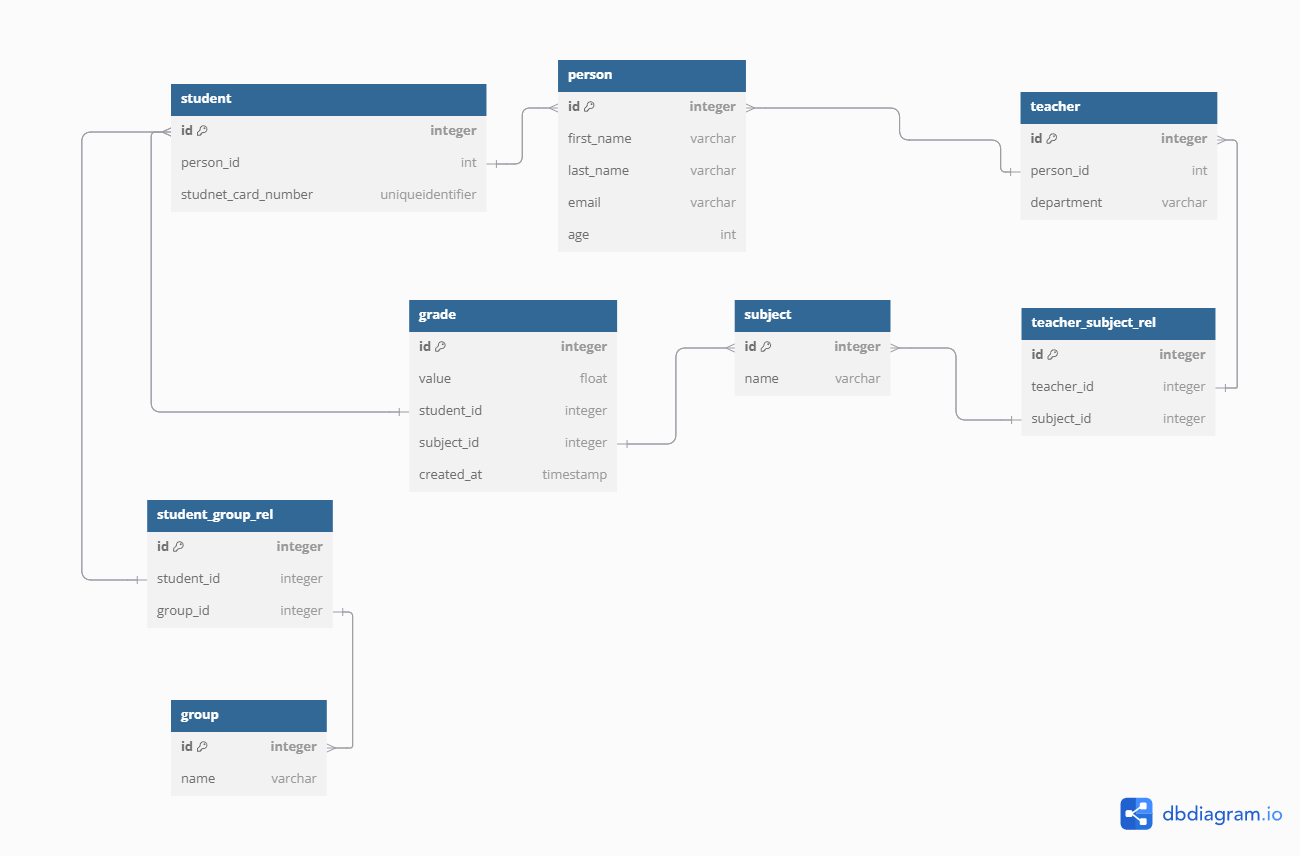 person
id integer
first_name varchar
last_name varchar
email varchar
age int
student
id integer
person_id int
studnet_card_number uniqueidentifier
teacher
id integer
person_id int
department varchar
grade
id integer
value float
student_id integer
subject_id integer
created_at timestamp
subject
id integer
name varchar
teacher_subject_rel
id integer
teacher_id integer
subject_id integer
student_group_rel
id integer
student_id integer
group_id integer
group
id integer
name varchar
dbdiagram.io